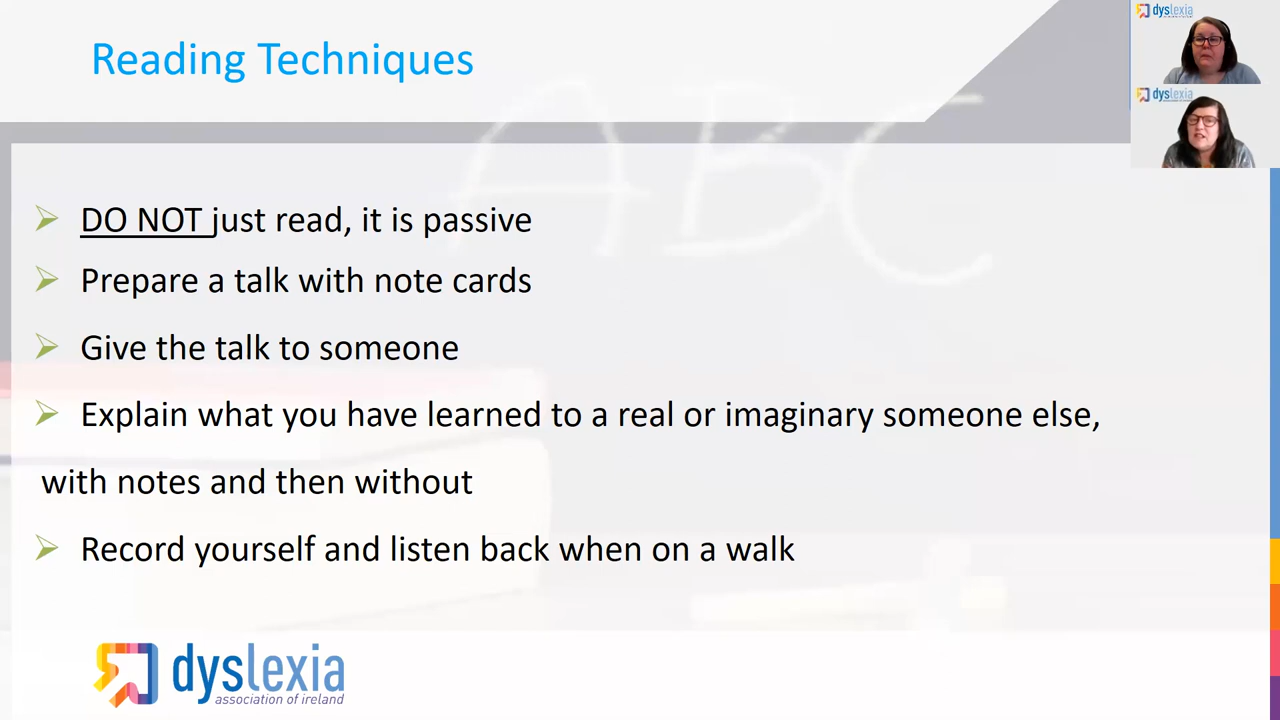 Reading Techniques
dyslexia
dyslexia
ABC
DO NOT just read, it is passive
Prepare a talk with note cards
Give the talk to someone
Explain what you have learned to a real or imaginary someone else,
with notes and then without
Record yourself and listen back when on a walk
dyslexia
association of ireland